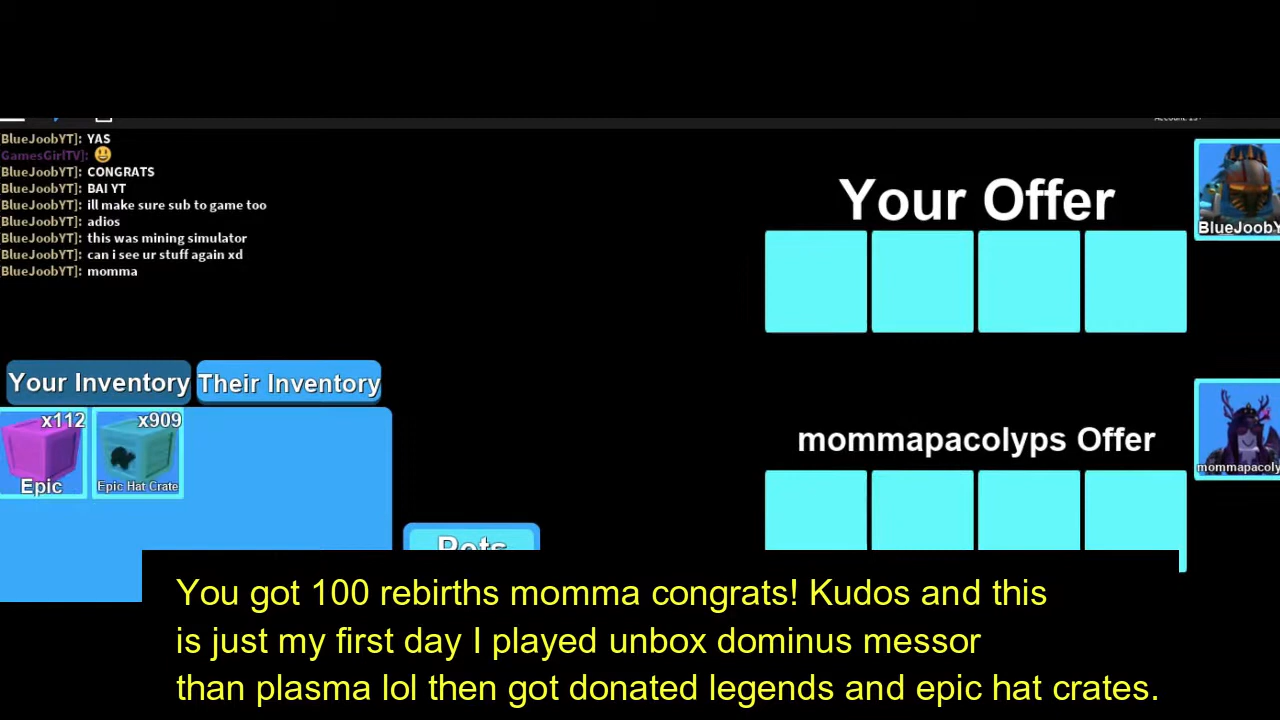 BlueJoobYT]: YAS
GamesGirlTV]: 😃
BlueJoobYT]: CONGRATS
BlueJoobYT]: BAI YT
BlueJoobYT]: ill make sure sub to game too
BlueJoobYT]: adios
BlueJoobYT]: this was mining simulator
BlueJoobYT]: can i see ur stuff again xd
BlueJoobYT]: momma
Your Offer
BlueJoobY
Your Inventory Their Inventory
x112 x909
Epic Epic Hat Crate
mommapacolyps Offer
mommapacoly
Pets
You got 100 rebirths momma congrats! Kudos and this
is just my first day I played unbox dominus messor
than plasma lol then got donated legends and epic hat crates.